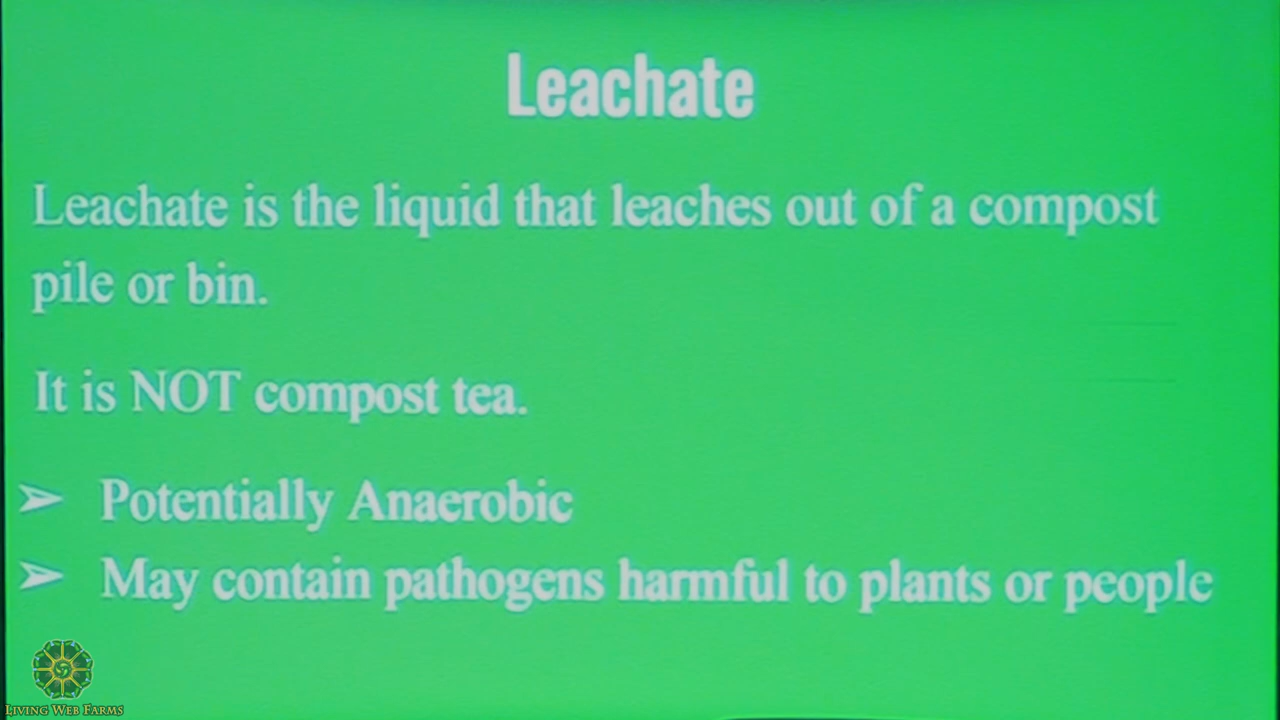 Leachate
Leachate is the liquid that leaches out of a compost
pile or bin.
It is NOT compost tea.
➢ Potentially Anaerobic
➢ May contain pathogens harmful to plants or people
LIVING WEB FARMS